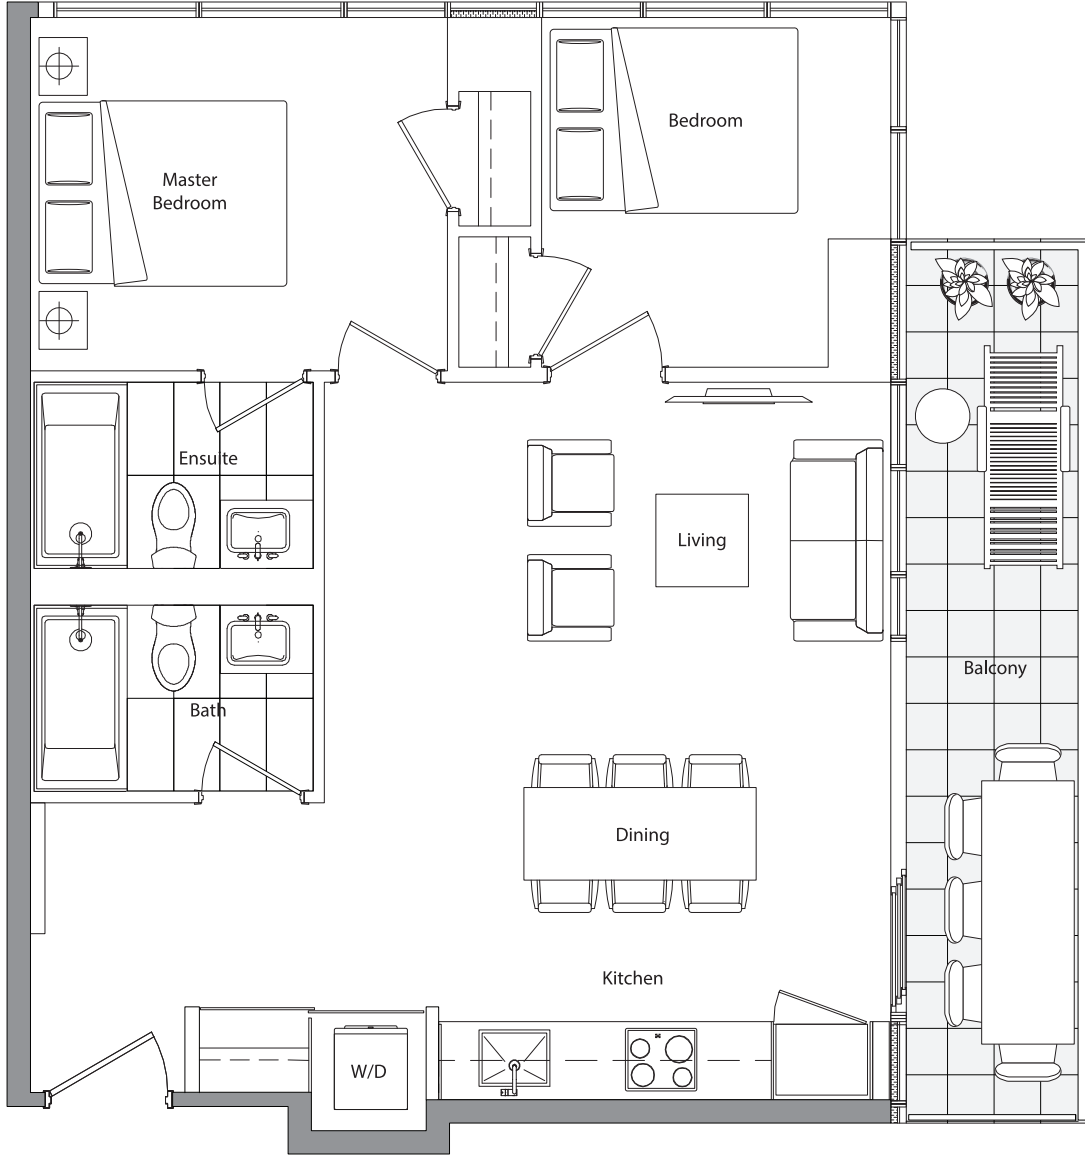 Bedroom
Master
Bedroom
Ensuite
Living
Balcony
Bath
Dining
Kitchen
W/D